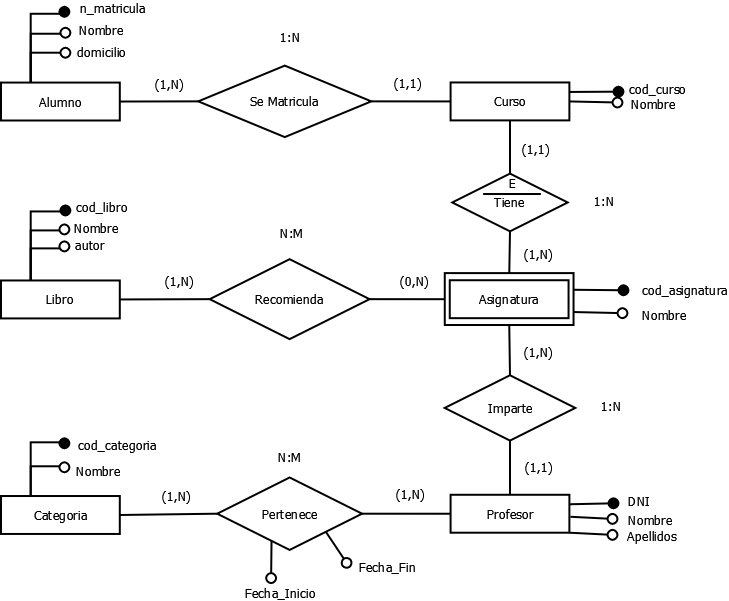 n_matricula
Nombre
domicilio
1:N
(1,N)
(1,1)
Alumno
Se Matricula
Curso
cod_curso
Nombre
(1,1)
E
Tiene
1:N
cod_libro
Nombre
autor
N:M
(1,N)
(1,N)
(0,N)
Libro
Recomienda
Asignatura
cod_asignatura
Nombre
(1,N)
Imparte
1:N
cod_categoria
Nombre
N:M
(1,1)
(1,N)
(1,N)
Categoria
Pertenece
Profesor
DNI
Nombre
Apellidos
Fecha_Fin
Fecha_Inicio